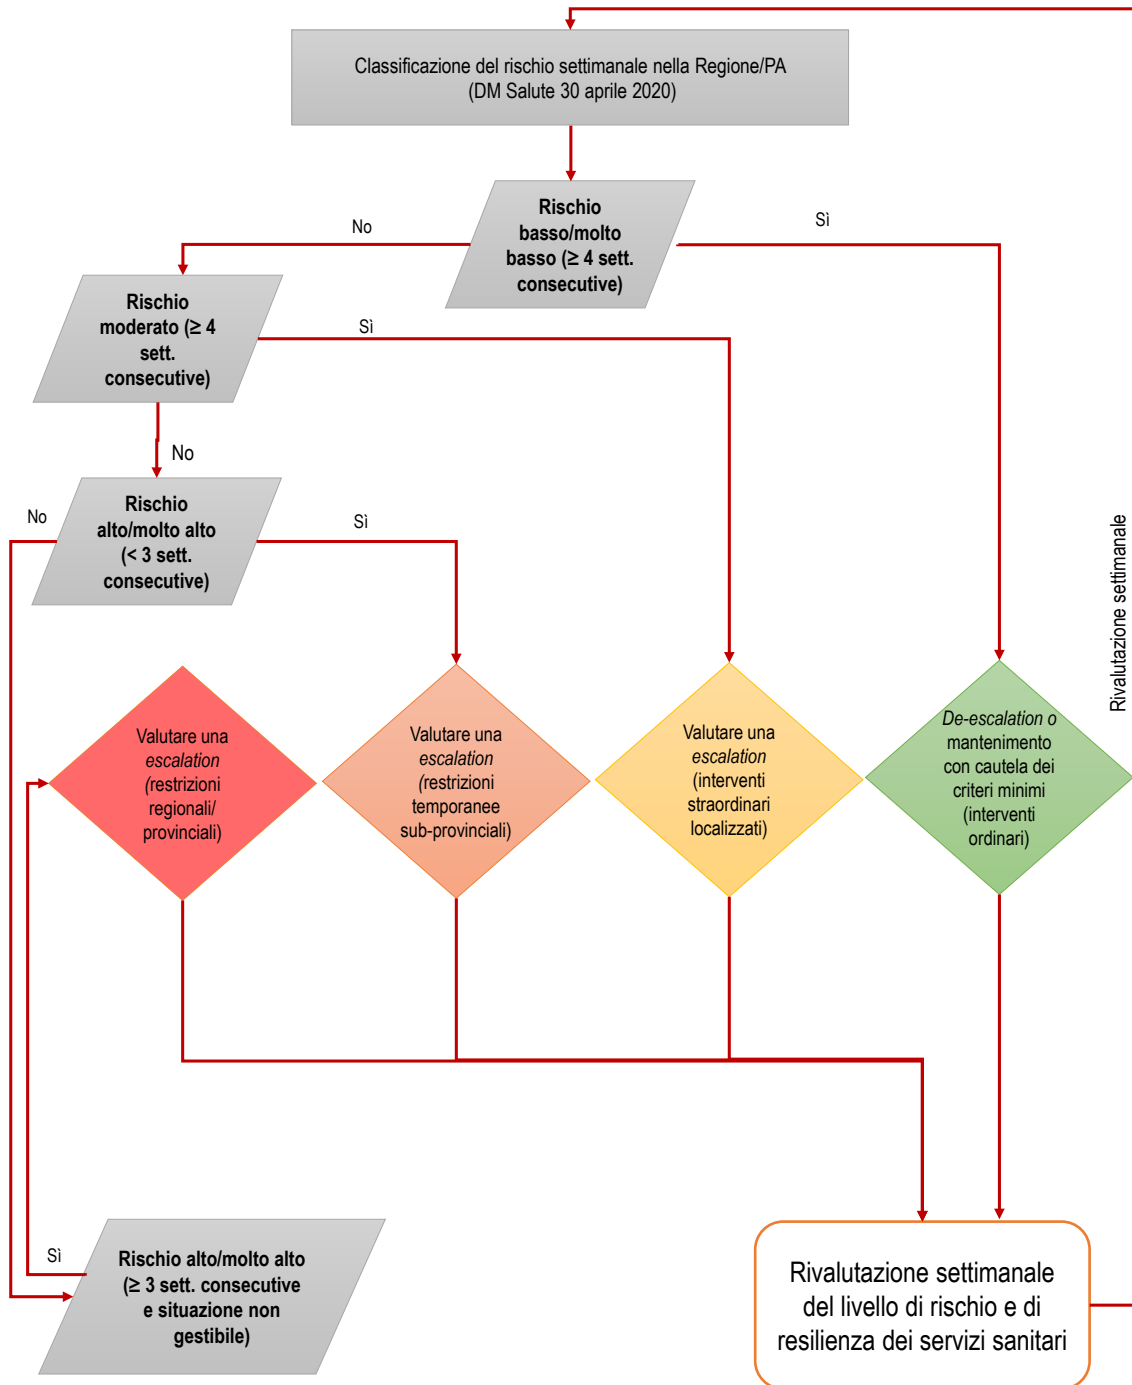 Classificazione del rischio settimanale nella Regione/PA
(DM Salute 30 aprile 2020)
Rischio
basso/molto
basso (≥ 4 sett.
consecutive)
No
Sì
Rischio
moderato (≥ 4
sett.
consecutive)
Sì
No
Rischio
alto/molto alto
(< 3 sett.
consecutive)
No
Sì
Rivalutazione settimanale
Valutare una
escalation
(restrizioni
regionali/
provinciali)
Valutare una
escalation
(restrizioni
temporanee
sub-provinciali)
Valutare una
escalation
(interventi
straordinari
localizzati)
De-escalation o
mantenimento
con cautela dei
criteri minimi
(interventi
ordinari)
Sì
Rischio alto/molto alto
(≥ 3 sett. consecutive
e situazione non
gestibile)
Rivalutazione settimanale
del livello di rischio e di
resilienza dei servizi sanitari